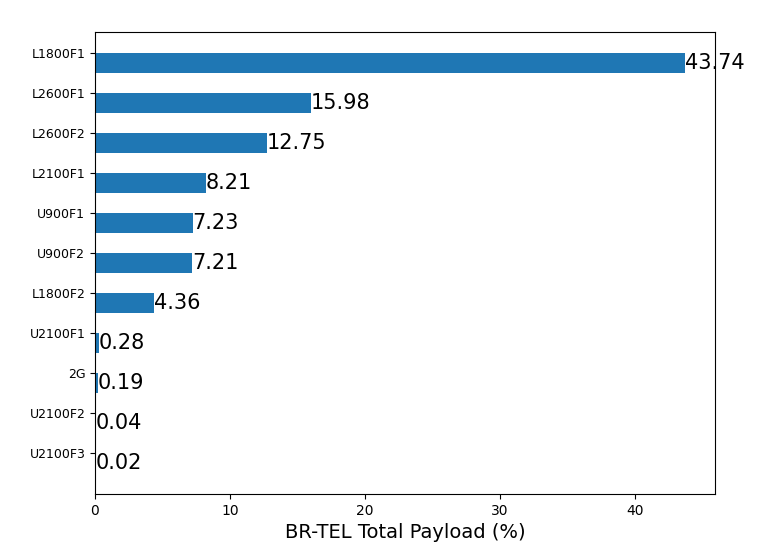 L1800F1 43.74
L2600F1 15.98
L2600F2 12.75
L2100F1 8.21
U900F1 7.23
U900F2 7.21
L1800F2 4.36
U2100F1 0.28
2G 0.19
U2100F2 0.04
U2100F3 0.02
0 10 20 30 40
BR-TEL Total Payload (%)